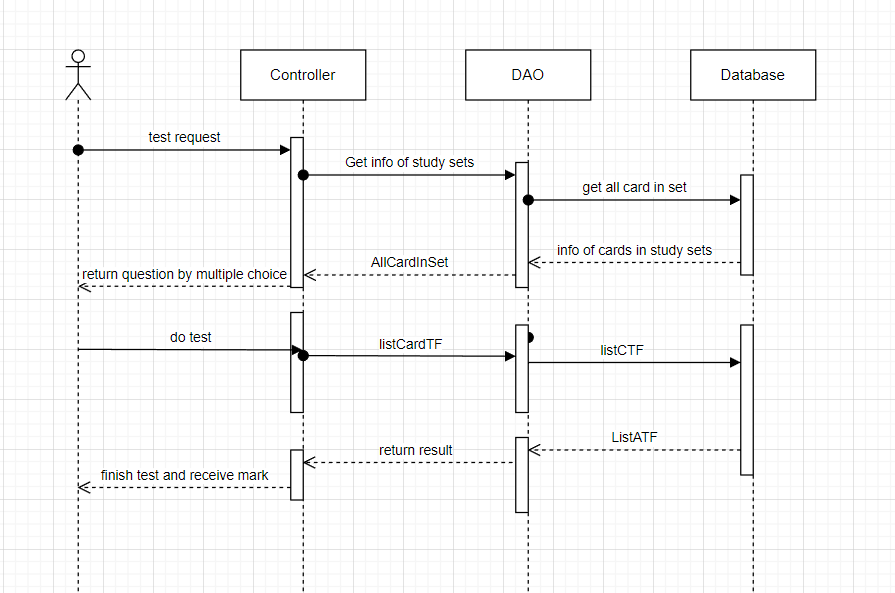 Controller
DAO
Database
test request
Get info of study sets
get all card in set
info of cards in study sets
AllCardInSet
return question by multiple choice
do test
listCardTF
listCTF
ListATF
return result
finish test and receive mark